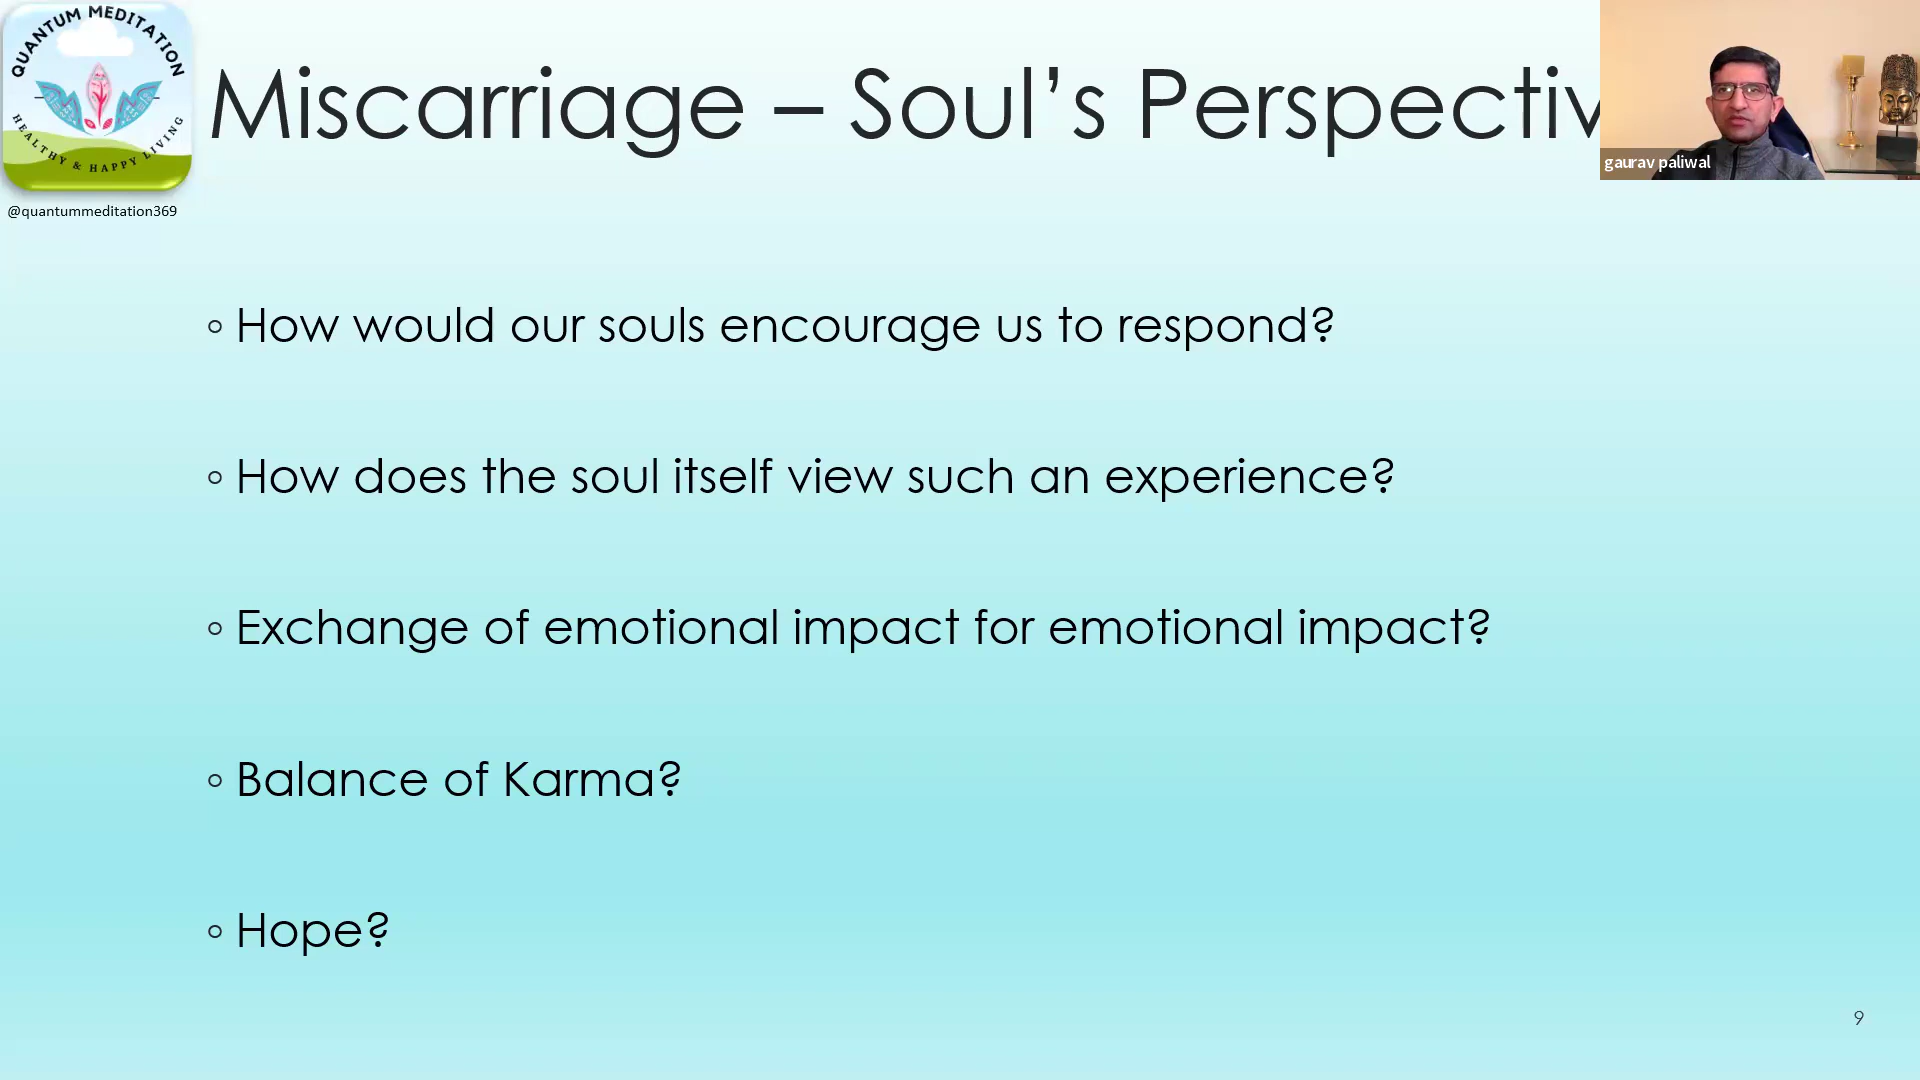 QUANTUM MEDITATION
HEALTHY & HAPPY LIVING
@quantummeditation369
Miscarriage – Soul’s Perspectiv
gaurav paliwal
◦ How would our souls encourage us to respond?
◦ How does the soul itself view such an experience?
◦ Exchange of emotional impact for emotional impact?
◦ Balance of Karma?
◦ Hope?
9